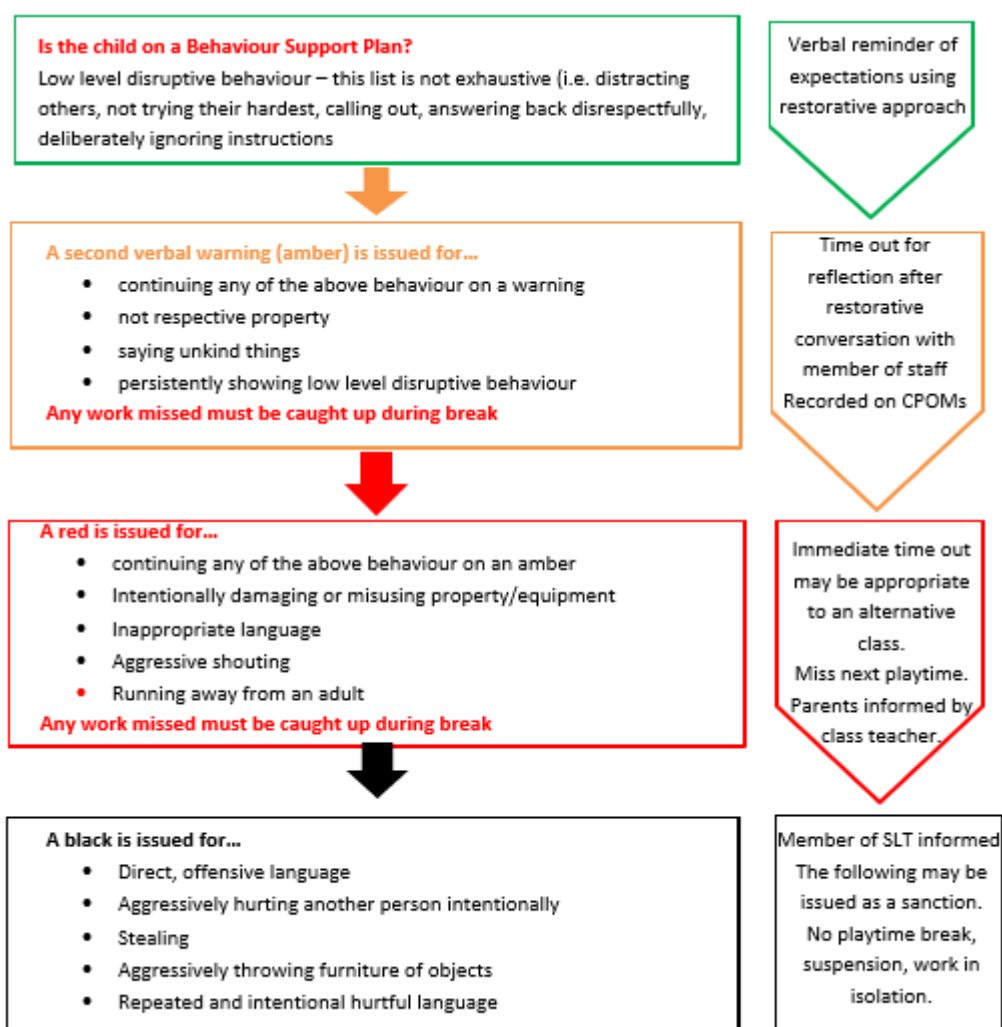 Is the child on a Behaviour Support Plan?
Low level disruptive behaviour – this list is not exhaustive (i.e. distracting
others, not trying their hardest, calling out, answering back disrespectfully,
deliberately ignoring instructions
Verbal reminder of
expectations using
restorative approach
A second verbal warning (amber) is issued for...
• continuing any of the above behaviour on a warning
• not respective property
• saying unkind things
• persistently showing low level disruptive behaviour
Any work missed must be caught up during break
Time out for
reflection after
restorative
conversation with
member of staff
Recorded on CPOMs
A red is issued for...
• continuing any of the above behaviour on an amber
• Intentionally damaging or misusing property/equipment
• Inappropriate language
• Aggressive shouting
• Running away from an adult
Any work missed must be caught up during break
Immediate time out
may be appropriate
to an alternative
class.
Miss next playtime.
Parents informed by
class teacher.
A black is issued for...
• Direct, offensive language
• Aggressively hurting another person intentionally
• Stealing
• Aggressively throwing furniture of objects
• Repeated and intentional hurtful language
Member of SLT informed
The following may be
issued as a sanction.
No playtime break,
suspension, work in
isolation.